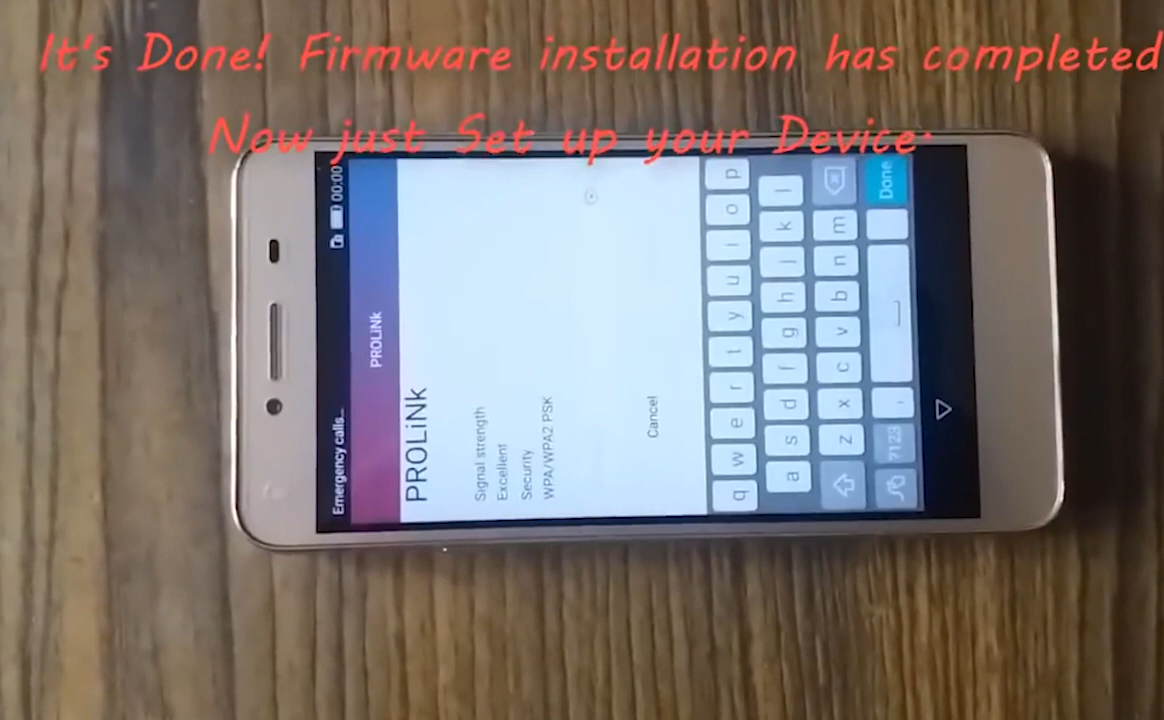 It's Done! Firmware installation has completed
Now just Set up your Device.
Emergency calls...
00:00
PROLiNk
PROLiNk
Signal strength
Excellent
Security
WPA/WPA2 PSK
Cancel
q w e r t y u i o p
a s d f g h j k l
z x c v b n m
?123 , Done